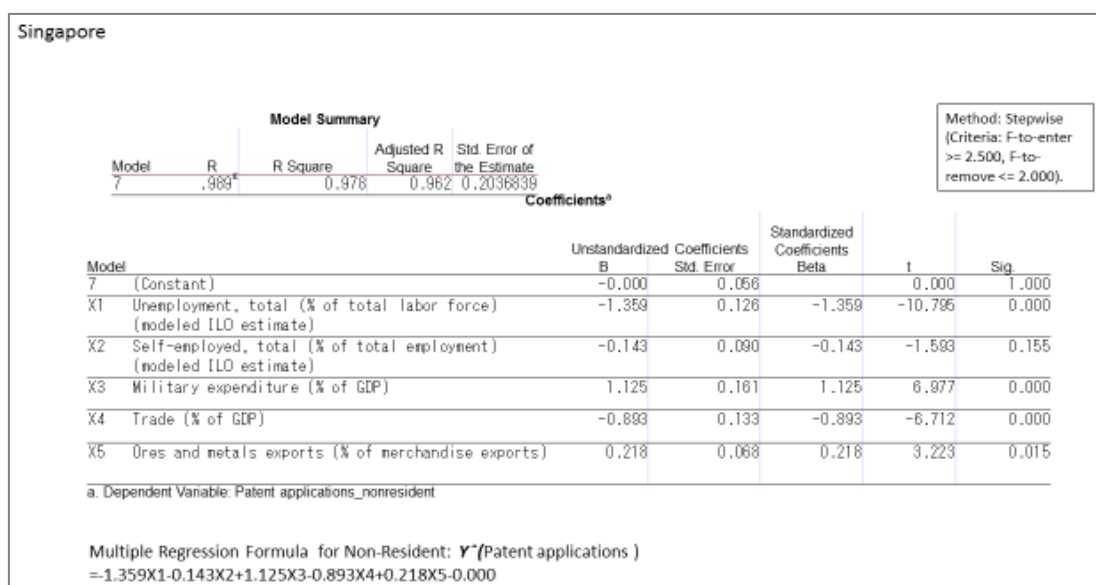 Singapore
Method: Stepwise
(Criteria: F-to-enter
>= 2.500, F-to-
remove <= 2.000).
Model Summary
Model R R Square Adjusted R Square Std. Error of the Estimate
7 .989ª 0.978 0.962 0.2036839
Coefficientsª
Unstandardized Coefficients Standardized Coefficients
Model B Std. Error Beta t Sig.
7 (Constant) -0.000 0.056 0.000 1.000
X1 Unemployment, total (% of total labor force) -1.359 0.126 -1.359 -10.795 0.000
(modeled ILO estimate)
X2 Self-employed, total (% of total employment) -0.143 0.090 -0.143 -1.593 0.155
(modeled ILO estimate)
X3 Military expenditure (% of GDP) 1.125 0.161 1.125 6.977 0.000
X4 Trade (% of GDP) -0.893 0.133 -0.893 -6.712 0.000
X5 Ores and metals exports (% of merchandise exports) 0.218 0.068 0.218 3.223 0.015
a. Dependent Variable: Patent applications_nonresident
Multiple Regression Formula for Non-Resident: Yˆ(Patent applications )
=-1.359X1-0.143X2+1.125X3-0.893X4+0.218X5-0.000